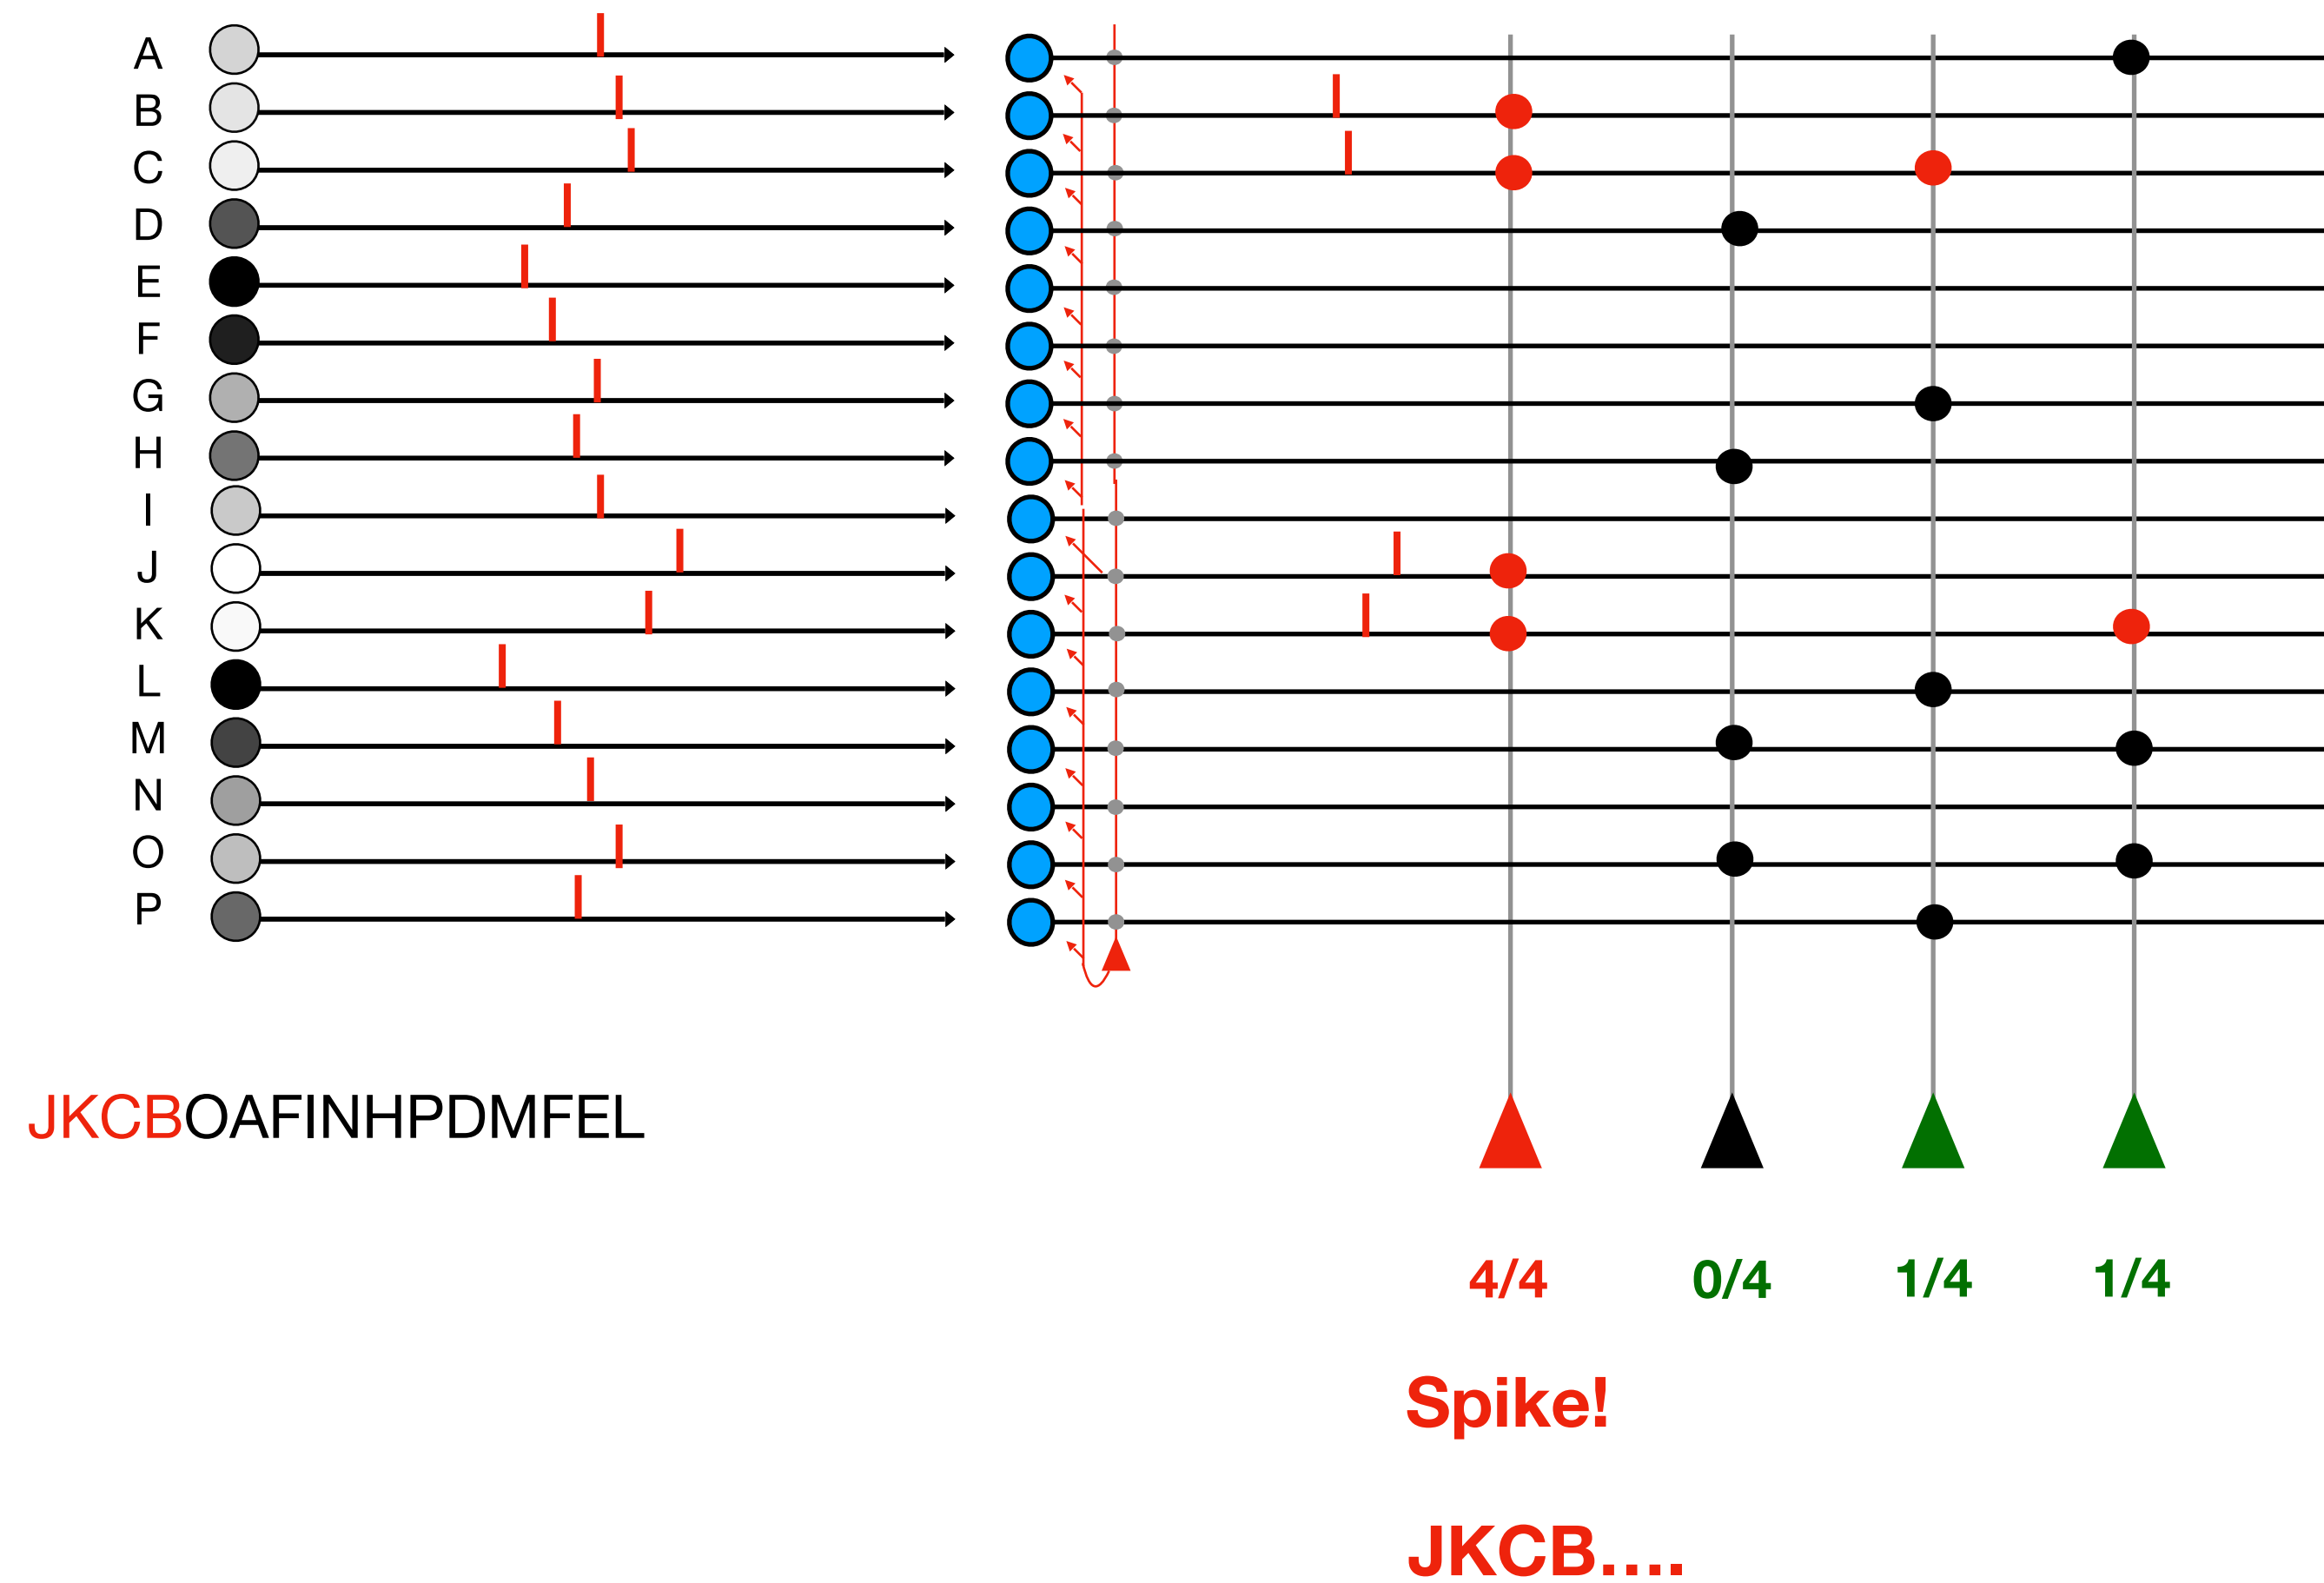 A
B
C
D
E
F
G
H
I
J
K
L
M
N
O
P
JKCBOAFINHPDMFEL
4/4 0/4 1/4 1/4
Spike!
JKCB....